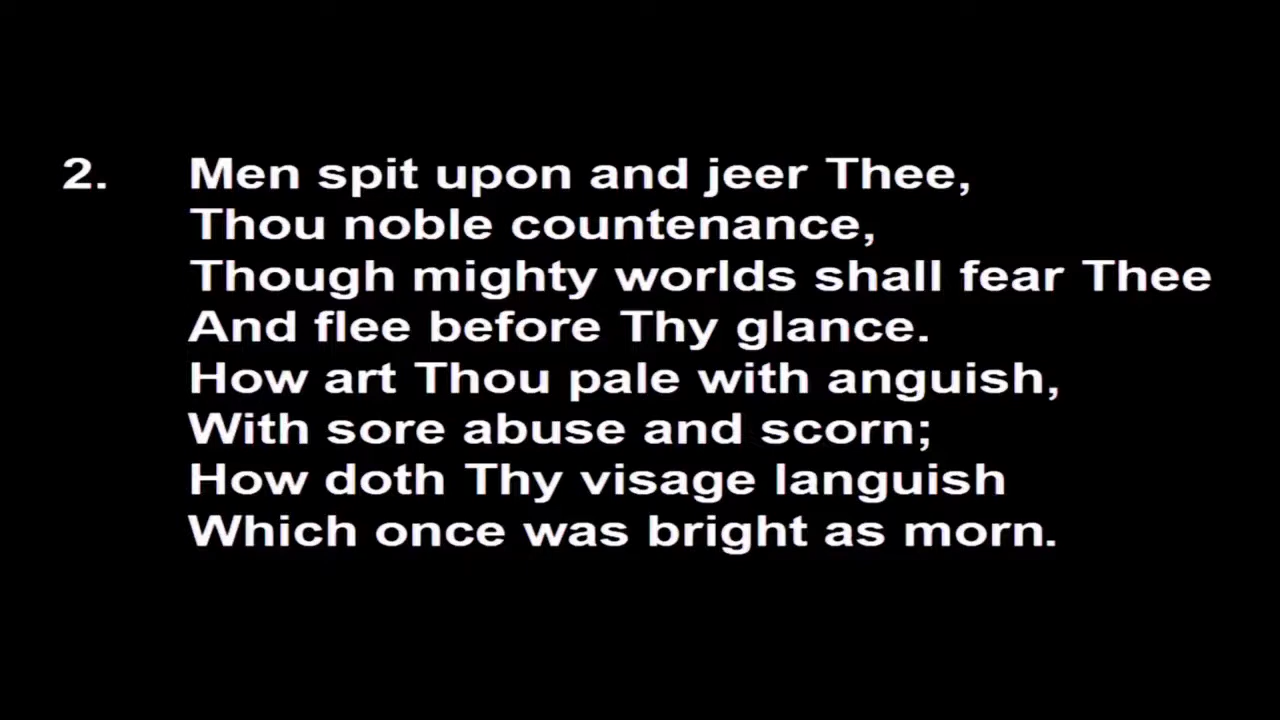 2. Men spit upon and jeer Thee,
Thou noble countenance,
Though mighty worlds shall fear Thee
And flee before Thy glance.
How art Thou pale with anguish,
With sore abuse and scorn;
How doth Thy visage languish
Which once was bright as morn.